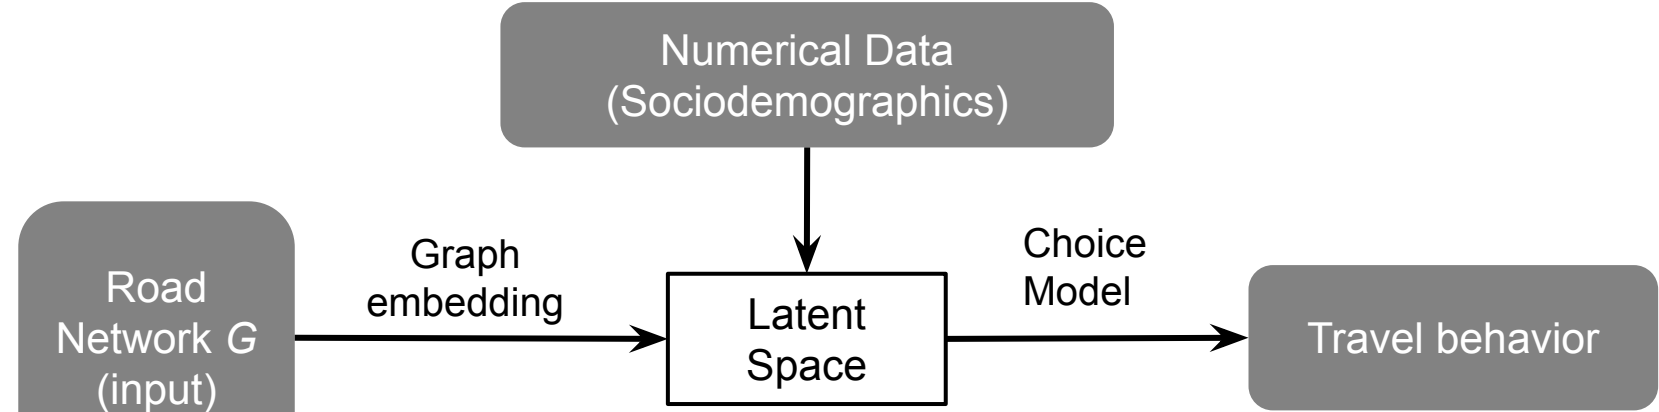 Numerical Data
(Sociodemographics)
Road
Network G
(input)
Graph
embedding
Latent
Space
Choice
Model
Travel behavior